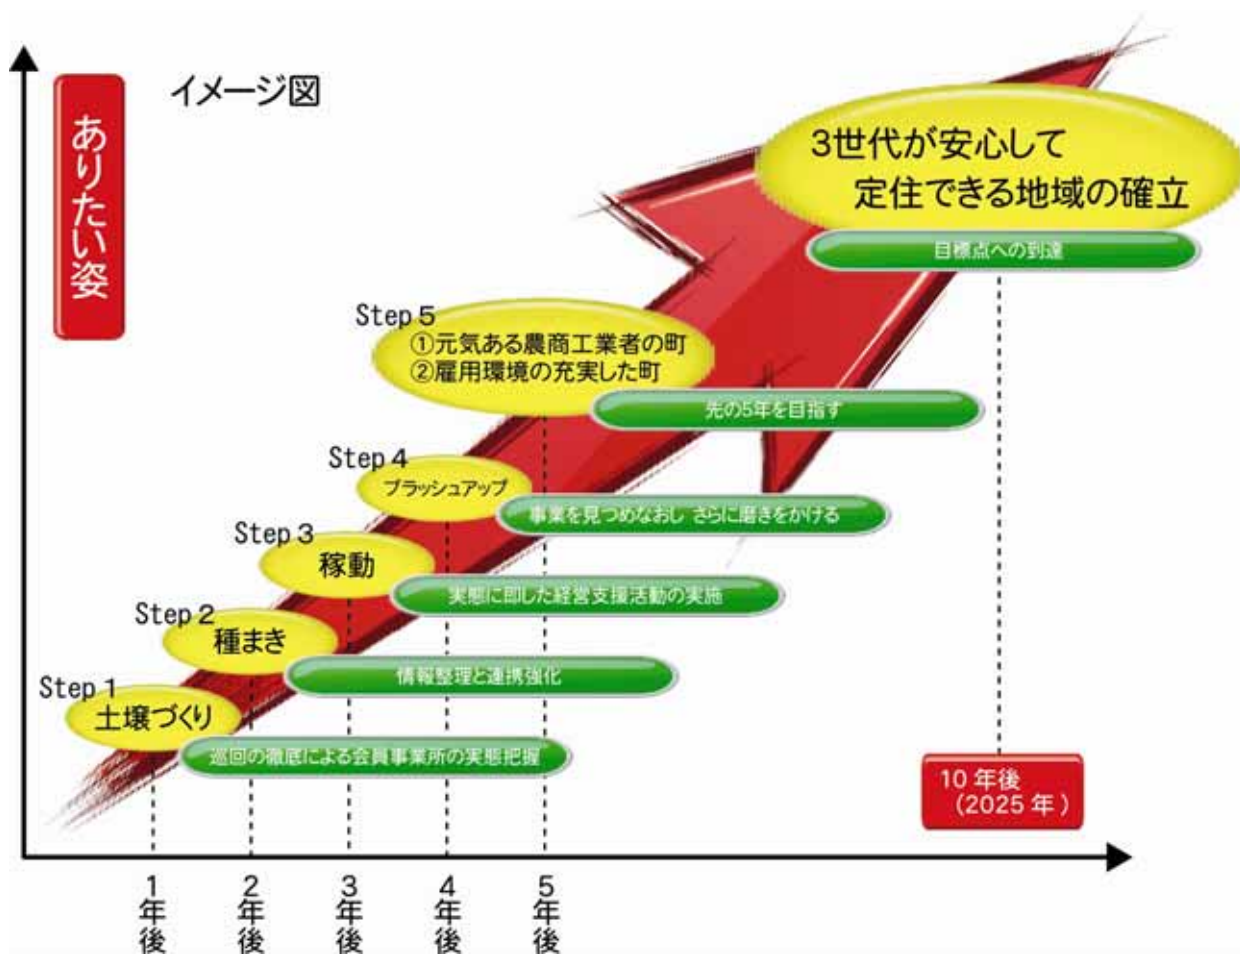 イメージ図
ありたい姿
3世代が安心して
定住できる地域の確立
目標点への到達
Step 5
①元気ある農商工業者の町
②雇用環境の充実した町
先の5年を目指す
Step 4
ブラッシュアップ
事業を見つめなおし さらに磨きをかける
Step 3
稼動
実態に即した経営支援活動の実施
Step 2
種まき
情報整理と連携強化
Step 1
土壌づくり
巡回の徹底による会員事業所の実態把握
10年後
(2025年)
1年後
2年後
3年後
4年後
5年後